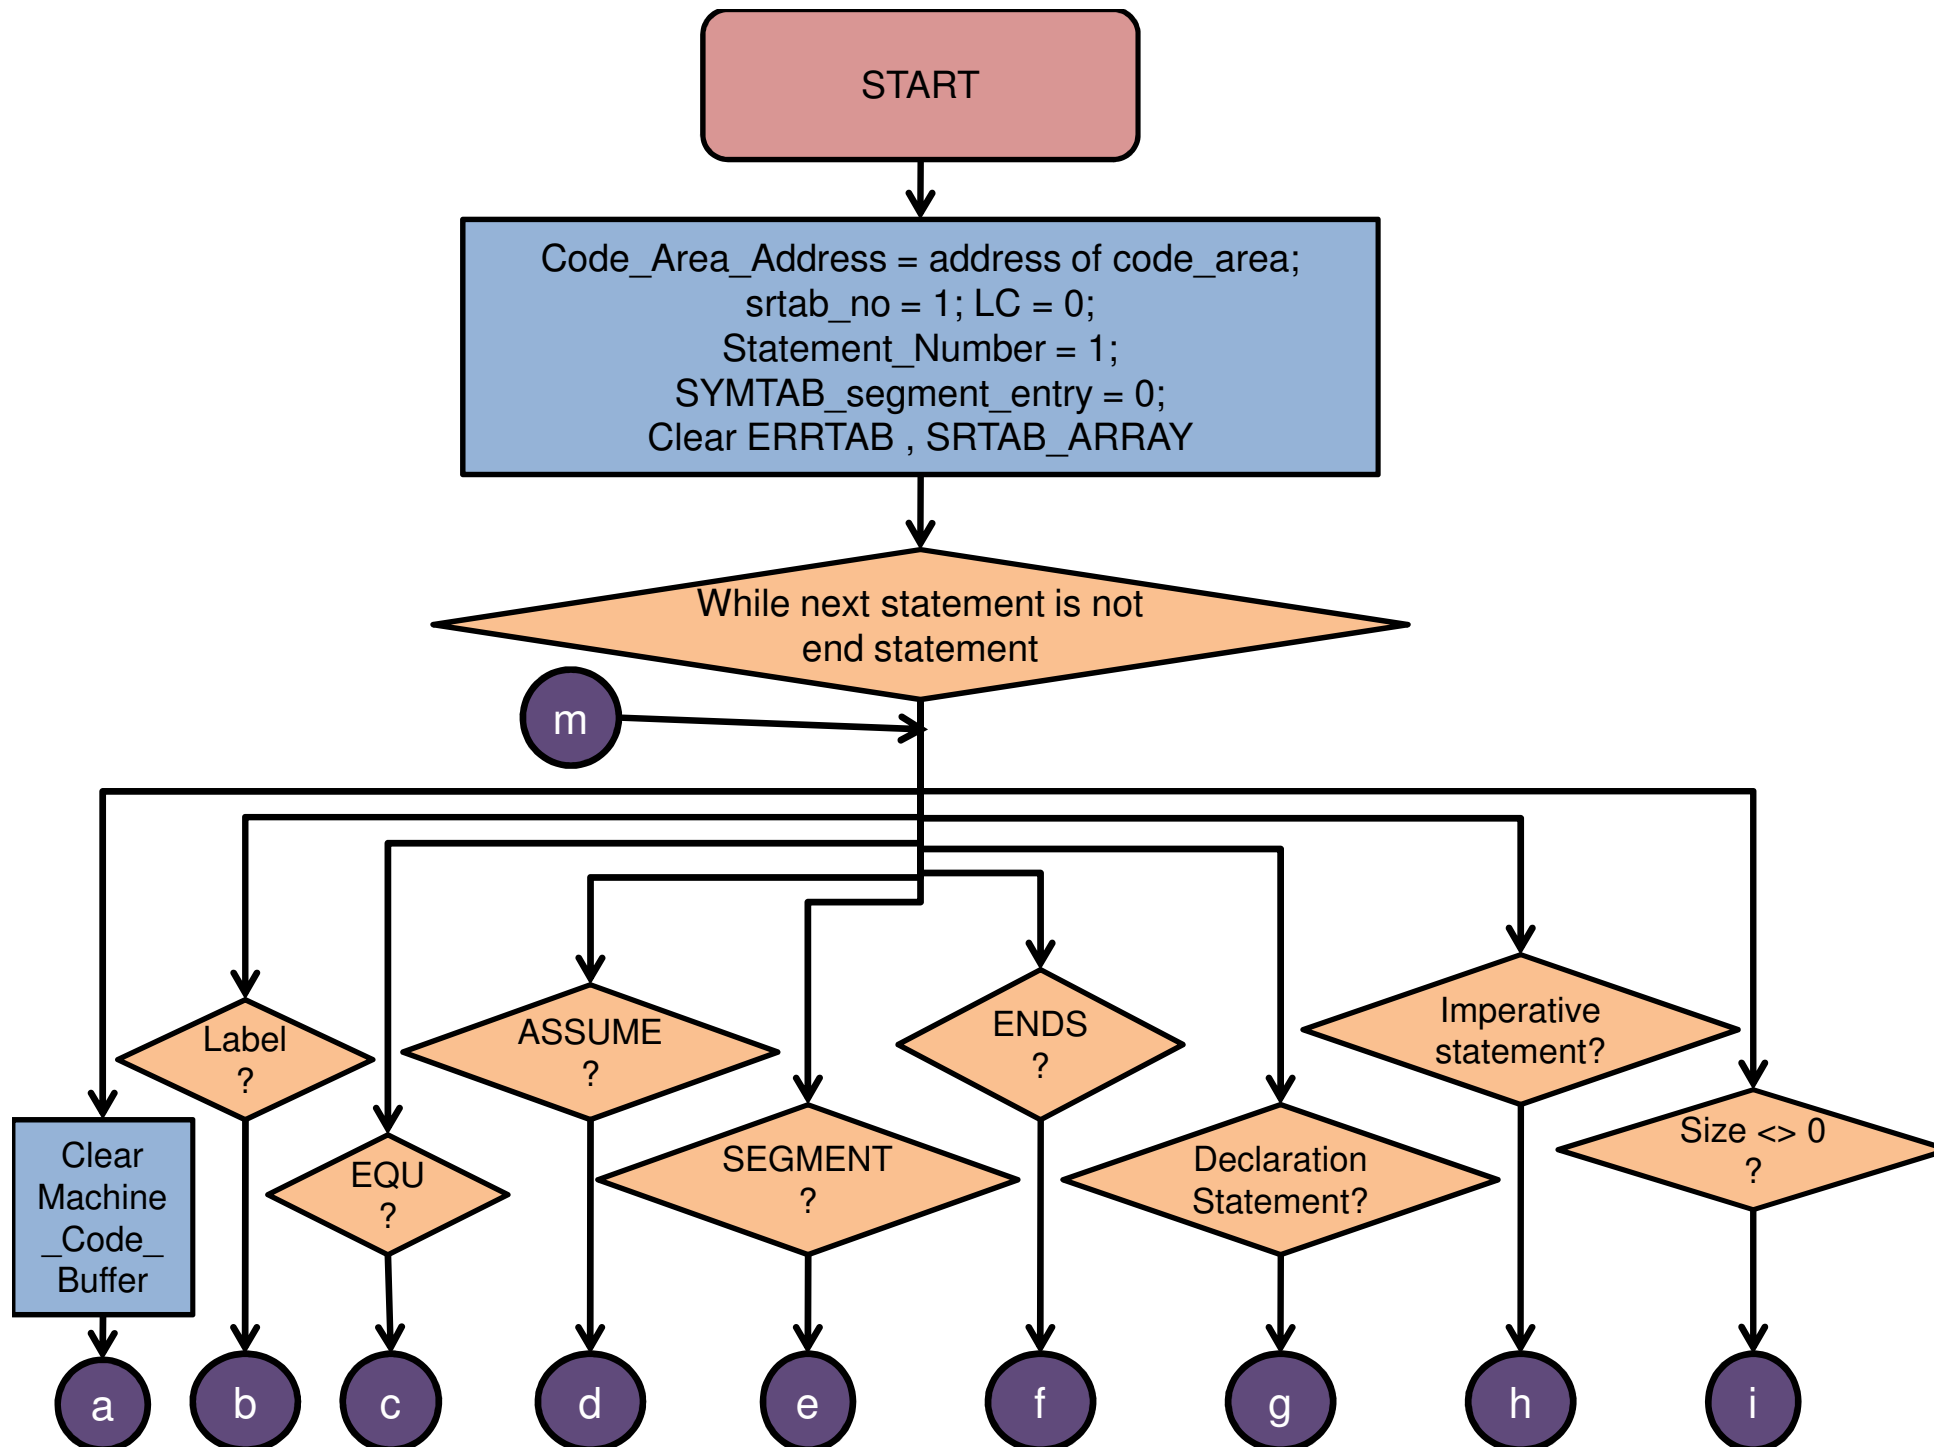 START
Code_Area_Address = address of code_area;
srtab_no = 1; LC = 0;
Statement_Number = 1;
SYMTAB_segment_entry = 0;
Clear ERRTAB , SRTAB_ARRAY
While next statement is not
end statement
m
Clear
Machine
_Code_
Buffer
Label
?
EQU
?
ASSUME
?
SEGMENT
?
ENDS
?
Declaration
Statement?
Imperative
statement?
Size <> 0
?
a
b
c
d
e
f
g
h
i